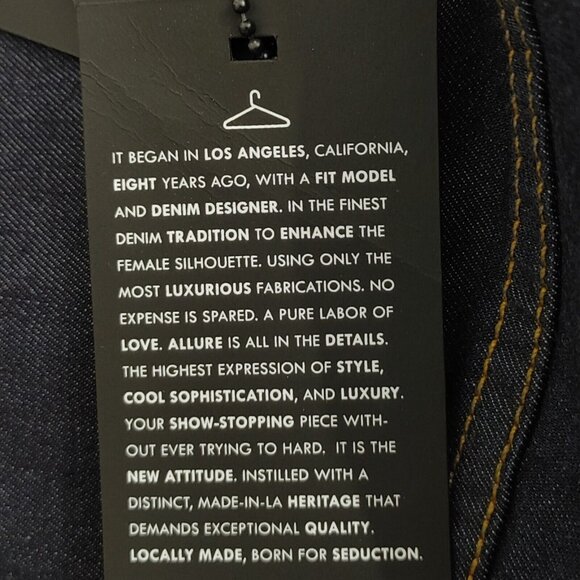 IT BEGAN IN LOS ANGELES, CALIFORNIA,
EIGHT YEARS AGO, WITH A FIT MODEL
AND DENIM DESIGNER. IN THE FINEST
DENIM TRADITION TO ENHANCE THE
FEMALE SILHOUETTE. USING ONLY THE
MOST LUXURIOUS FABRICATIONS. NO
EXPENSE IS SPARED. A PURE LABOR OF
LOVE. ALLURE IS ALL IN THE DETAILS.
THE HIGHEST EXPRESSION OF STYLE,
COOL SOPHISTICATION, AND LUXURY.
YOUR SHOW-STOPPING PIECE WITH-
OUT EVER TRYING TO HARD. IT IS THE
NEW ATTITUDE. INSTILLED WITH A
DISTINCT, MADE-IN-LA HERITAGE THAT
DEMANDS EXCEPTIONAL QUALITY.
LOCALLY MADE, BORN FOR SEDUCTION.